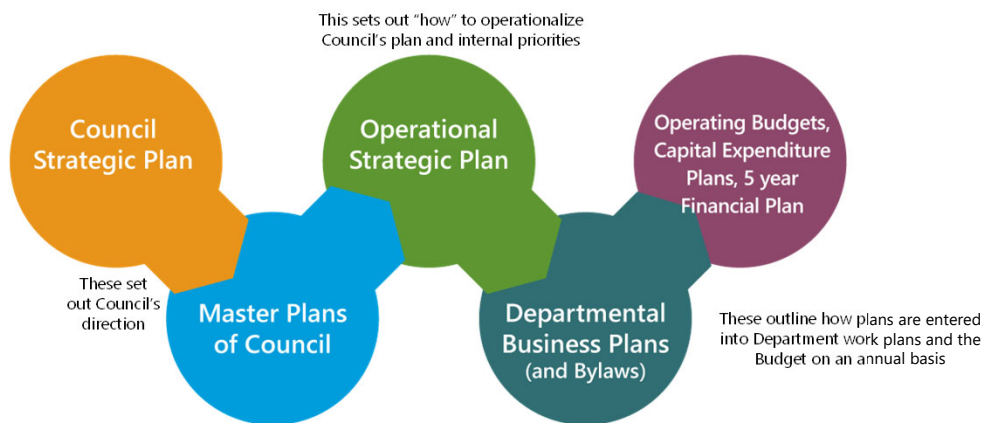 This sets out “how” to operationalize
Council’s plan and internal priorities
Council
Strategic Plan
Operational
Strategic Plan
Operating Budgets,
Capital Expenditure
Plans, 5 year
Financial Plan
These set
out Council’s
direction
Master Plans
of Council
Departmental
Business Plans
(and Bylaws)
These outline how plans are entered
into Department work plans and the
Budget on an annual basis